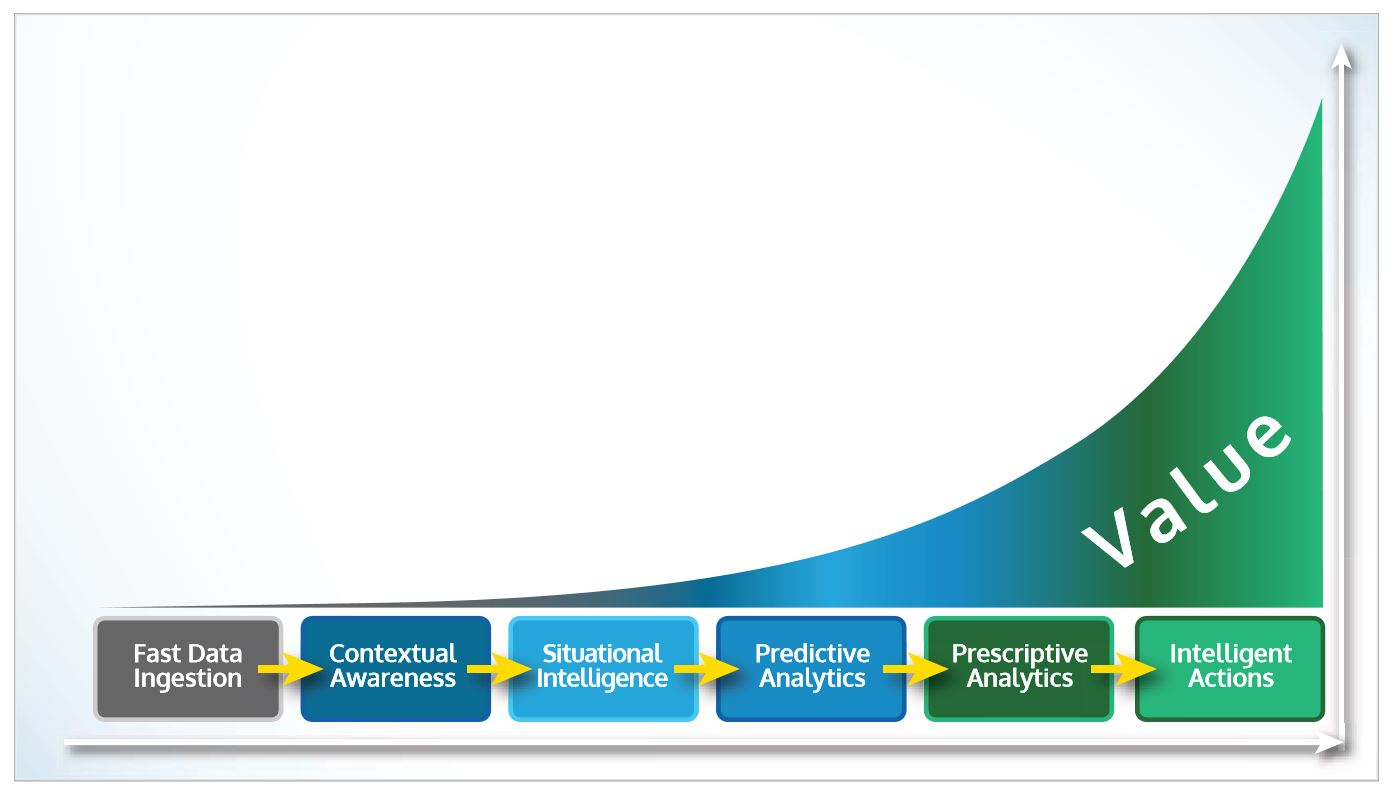 Value
Fast Data
Ingestion
Contextual
Awareness
Situational
Intelligence
Predictive
Analytics
Prescriptive
Analytics
Intelligent
Actions